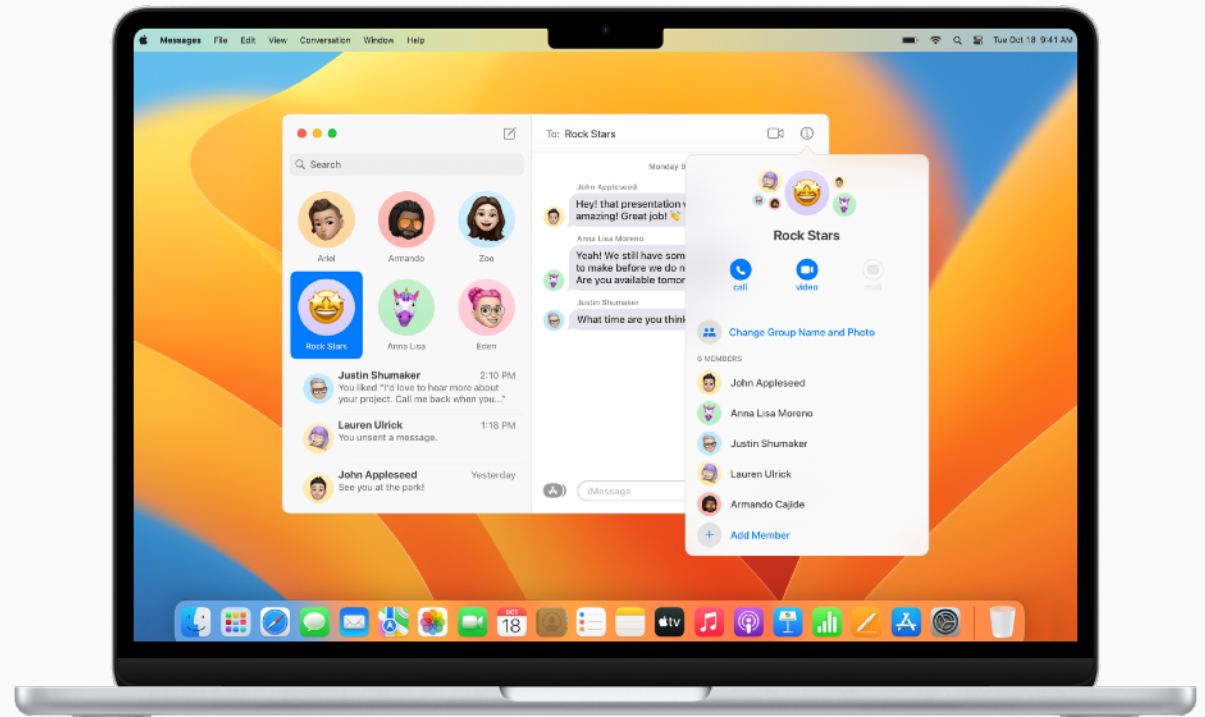 Messages File Edit View Conversation Window Help
Tue Oct 18 9:41 AM
Search
Ariel
Armando
Zoe
Rock Stars
Anna Lisa
Eden
Justin Shumaker 2:10 PM
You liked "I'd love to hear more about
your project. Call me back when you..."
Lauren Ulrick 1:18 PM
You unsent a message.
John Appleseed Yesterday
See you at the park!
To: Rock Stars
Monday
John Appleseed
Hey! that presentation
amazing! Great job!
Anna Lisa Moreno
Yeah! We still have som
to make before we do
Are you available tomor
Justin Shumaker
What time are you think
iMessage
Rock Stars
call
video
mail
Change Group Name and Photo
6 MEMBERS
John Appleseed
Anna Lisa Moreno
Justin Shumaker
Lauren Ulrick
Armando Cajide
Add Member
OCT
18
tv